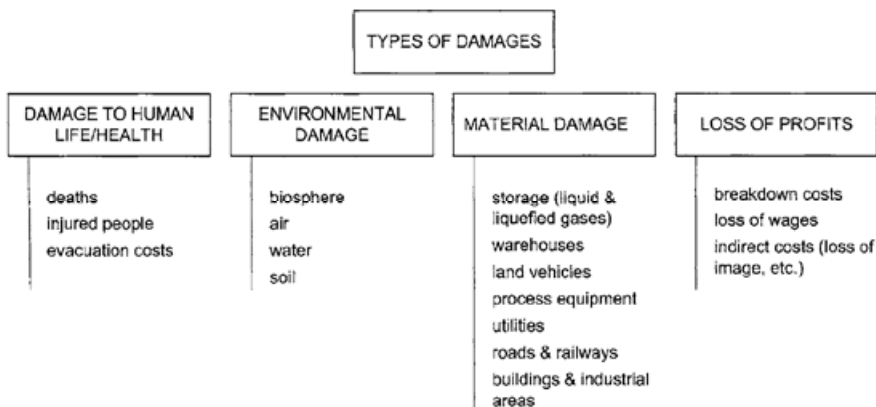 TYPES OF DAMAGES
DAMAGE TO HUMAN
LIFE/HEALTH
deaths
injured people
evacuation costs
ENVIRONMENTAL
DAMAGE
biosphere
air
water
soil
MATERIAL DAMAGE
storage (liquid &
liquefied gases)
warehouses
land vehicles
process equipment
utilities
roads & railways
buildings & industrial
areas
LOSS OF PROFITS
breakdown costs
loss of wages
indirect costs (loss of
image, etc.)